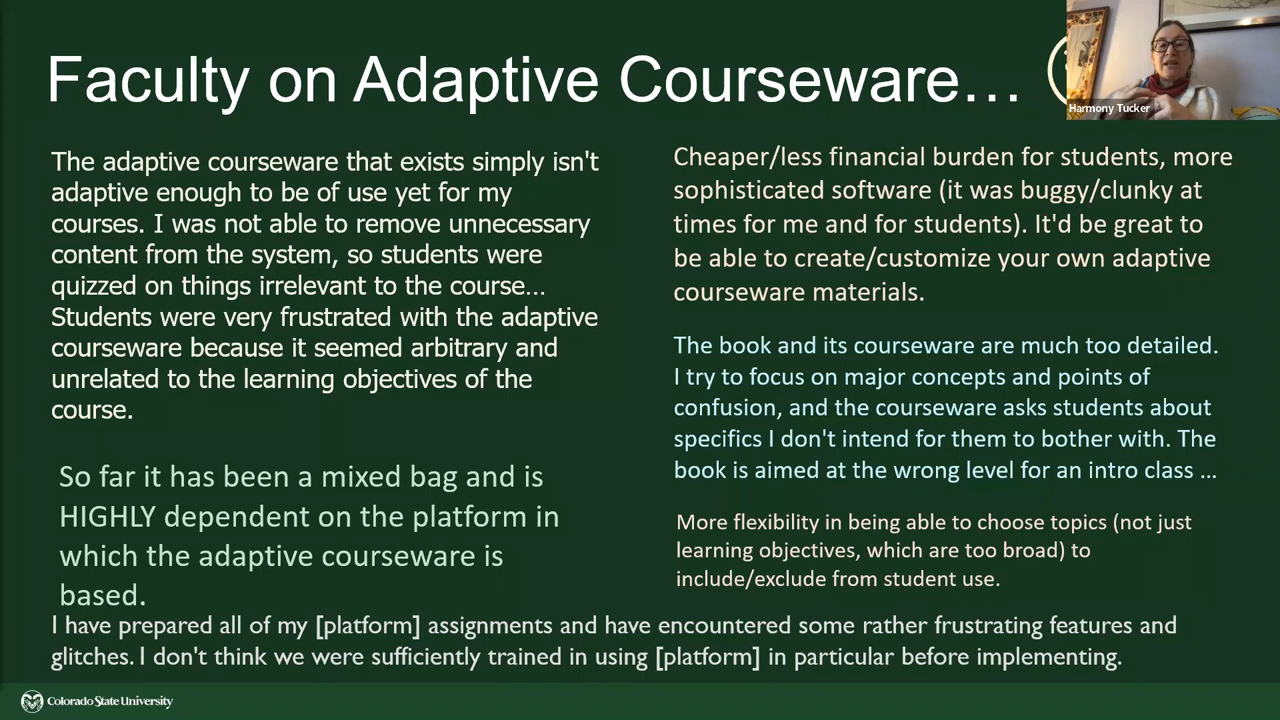 Faculty on Adaptive Courseware…
Harmony Tucker
The adaptive courseware that exists simply isn't
adaptive enough to be of use yet for my
courses. I was not able to remove unnecessary
content from the system, so students were
quizzed on things irrelevant to the course…
Students were very frustrated with the adaptive
courseware because it seemed arbitrary and
unrelated to the learning objectives of the
course.
So far it has been a mixed bag and is
HIGHLY dependent on the platform in
which the adaptive courseware is
based.
Cheaper/less financial burden for students, more
sophisticated software (it was buggy/clunky at
times for me and for students). It'd be great to
be able to create/customize your own adaptive
courseware materials.
The book and its courseware are much too detailed.
I try to focus on major concepts and points of
confusion, and the courseware asks students about
specifics I don't intend for them to bother with. The
book is aimed at the wrong level for an intro class …
More flexibility in being able to choose topics (not just
learning objectives, which are too broad) to
include/exclude from student use.
I have prepared all of my [platform] assignments and have encountered some rather frustrating features and
glitches. I don't think we were sufficiently trained in using [platform] in particular before implementing.
Colorado State University